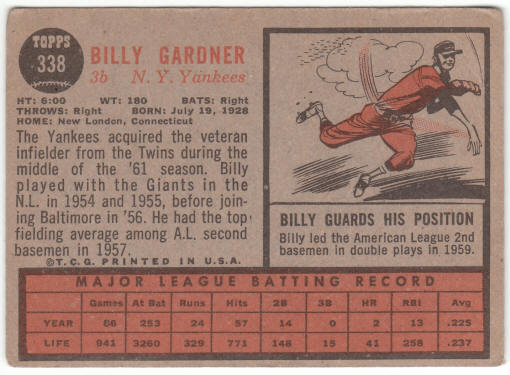 TOPPS
338
BILLY GARDNER
3b N. Y. Yankees
HT: 6:00 WT: 180 BATS: Right
THROWS: Right BORN: July 19, 1928
HOME: New London, Connecticut
The Yankees acquired the veteran
infielder from the Twins during the
middle of the '61 season. Billy
played with the Giants in the
N.L. in 1954 and 1955, before join-
ing Baltimore in '56. He had the top
fielding average among A.L. second
basemen in 1957.
©T.C.G. PRINTED IN U.S.A.
BILLY GUARDS HIS POSITION
Billy led the American League 2nd
basemen in double plays in 1959.
MAJOR LEAGUE BATTING RECORD
Games At Bat Runs Hits 2B 3B HR RBI Avg.
YEAR 86 253 24 57 14 0 2 13 .225
LIFE 941 3260 329 771 148 15 41 258 .237